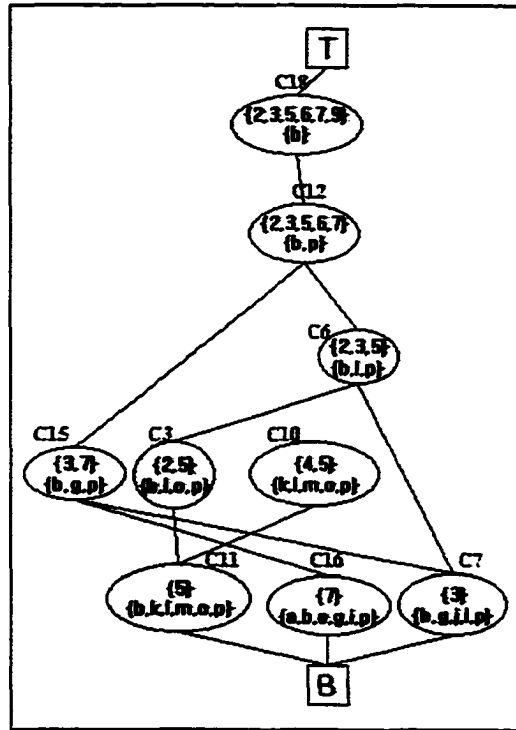 T
C18
{2,3,5,6,7,9}
{b}
C12
{2,3,5,6,7}
{b,p}
C6
{2,3,5}
{b,l,p}
C15
{3,7}
{b,g,p}
C3
{2,5}
{b,l,o,p}
C10
{4,5}
{k,l,m,o,p}
C11
{5}
{b,k,l,m,o,p}
C16
{7}
{a,b,e,g,i,p}
C7
{3}
{b,g,j,l,p}
B